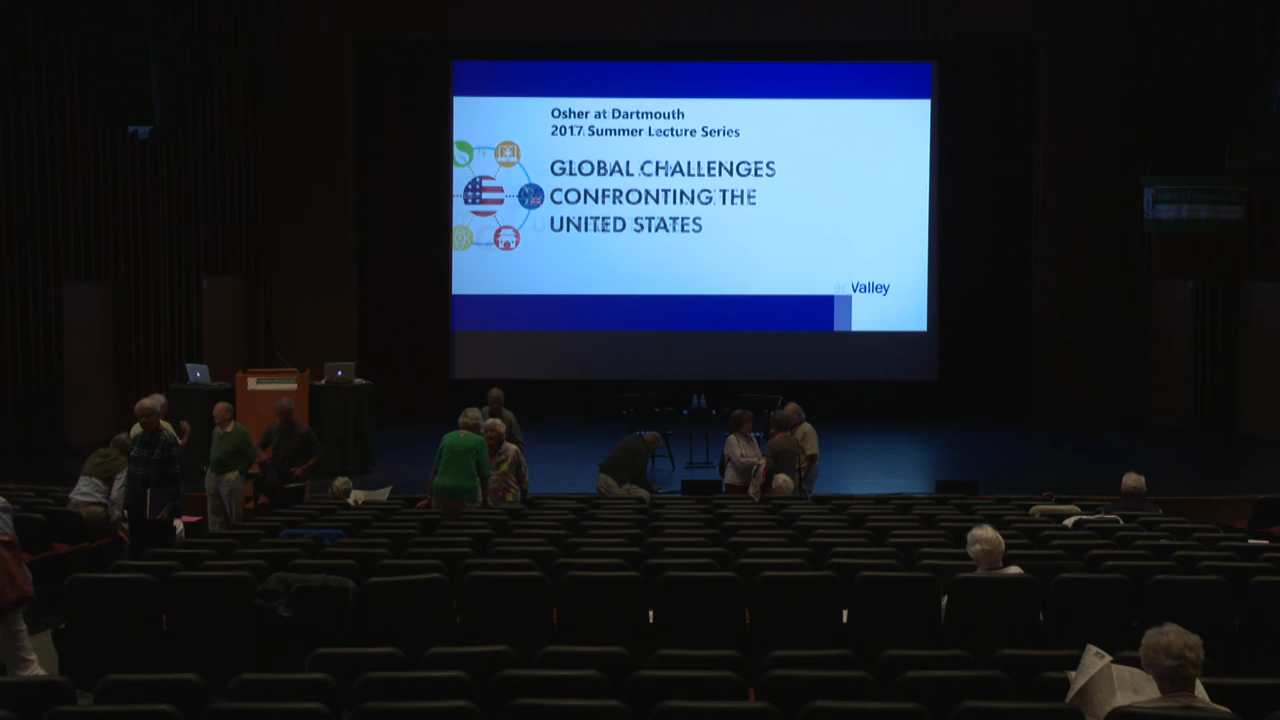 Osher at Dartmouth
2017 Summer Lecture Series
GLOBAL CHALLENGES
CONFRONTING THE
UNITED STATES
Valley